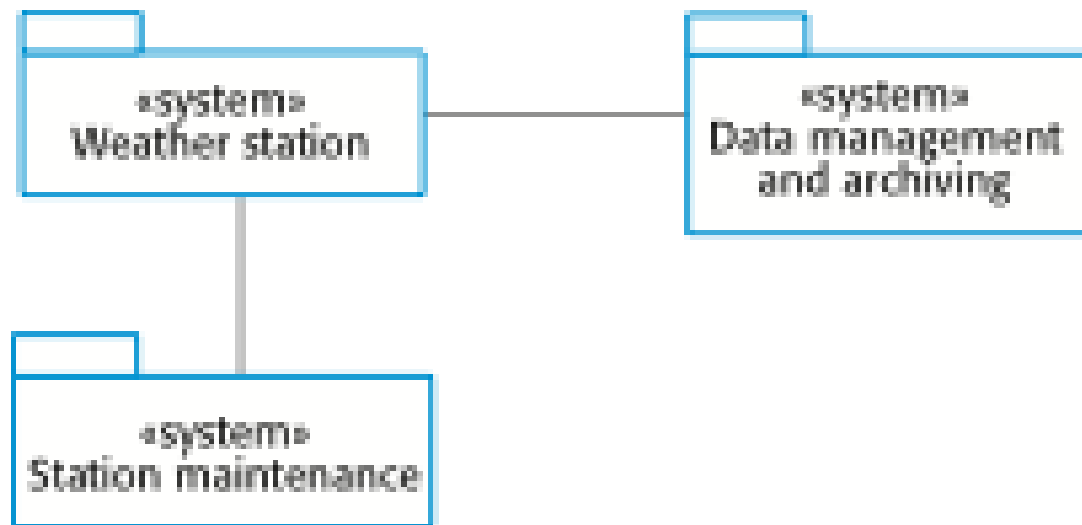 «system»
Weather station
«system»
Data management
and archiving
«system»
Station maintenance